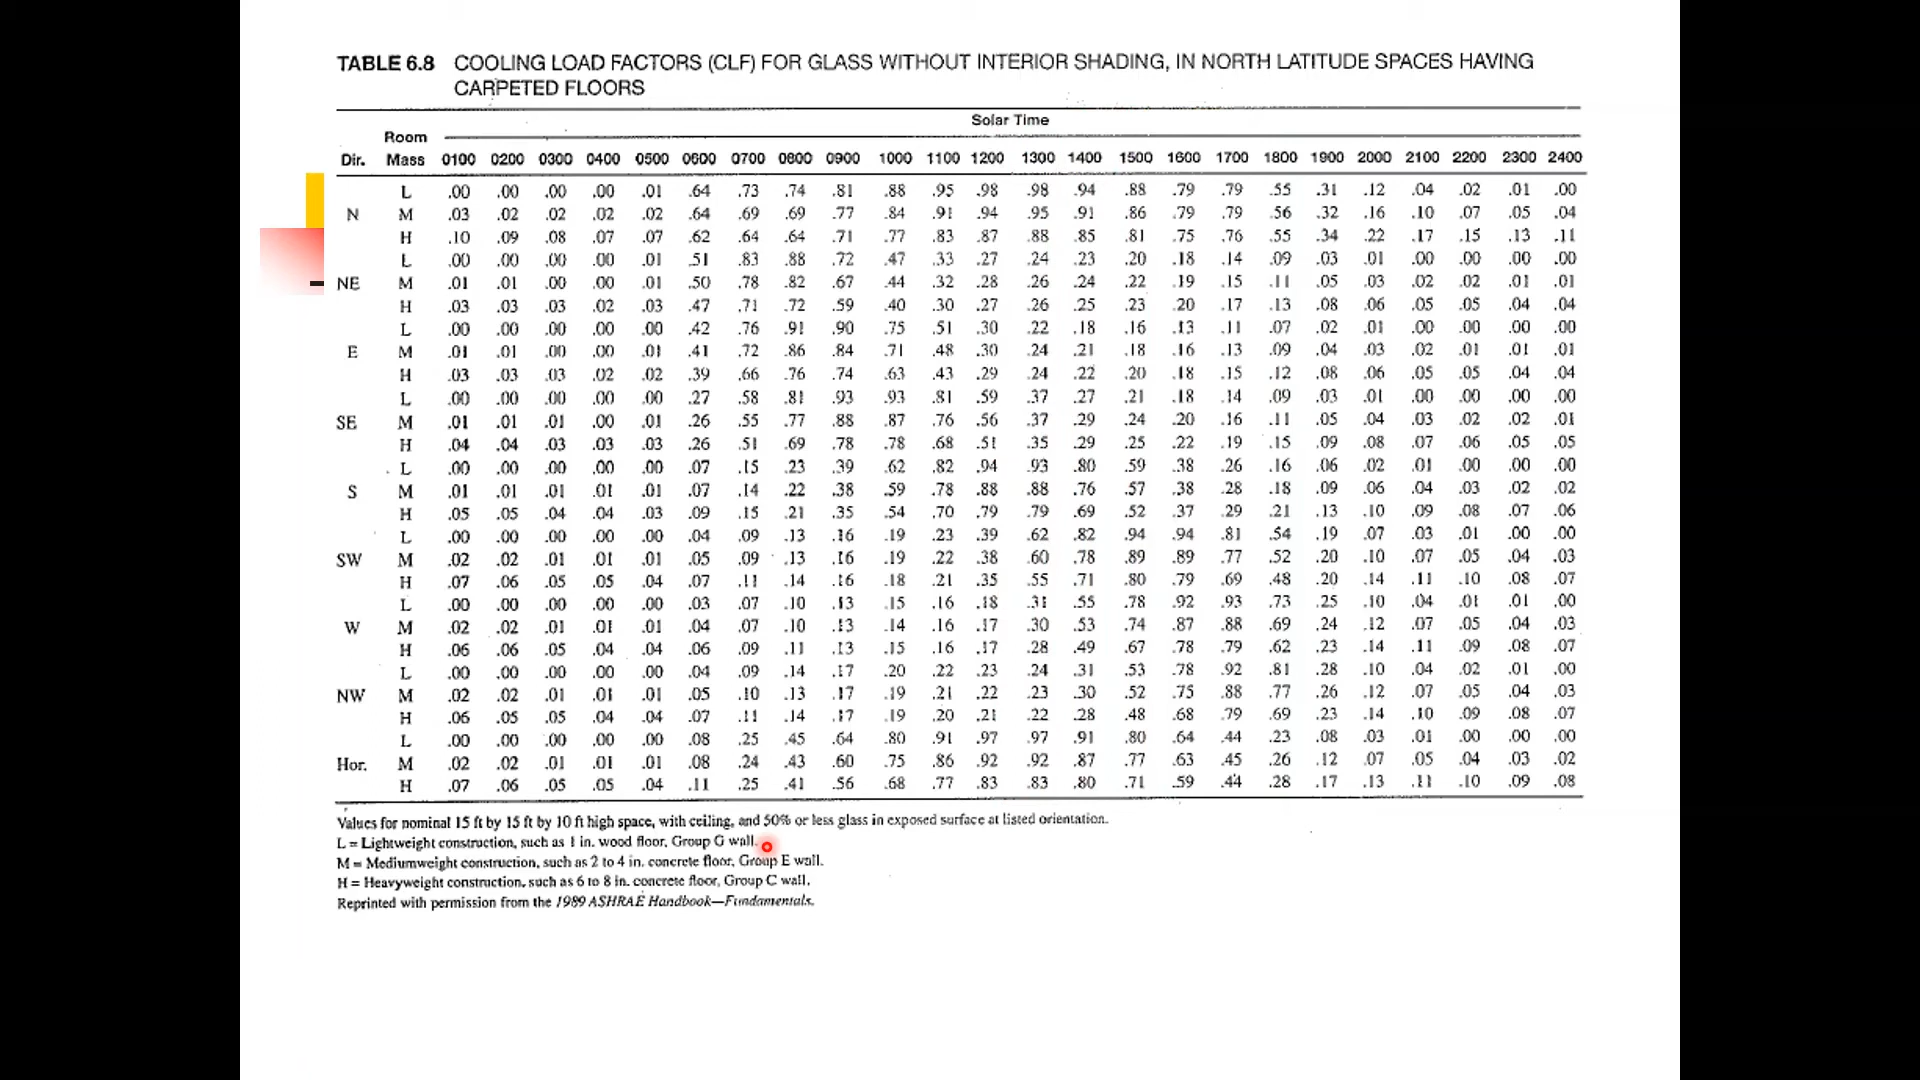 TABLE 6.8 COOLING LOAD FACTORS (CLF) FOR GLASS WITHOUT INTERIOR SHADING, IN NORTH LATITUDE SPACES HAVING
CARPETED FLOORS
Solar Time
Room
Dir. Mass 0100 0200 0300 0400 0500 0600 0700 0800 0900 1000 1100 1200 1300 1400 1500 1600 1700 1800 1900 2000 2100 2200 2300 2400
L .00 .00 .00 .00 .01 .64 .73 .74 .81 .88 .95 .98 .98 .94 .88 .79 .79 .55 .31 .12 .04 .02 .01 .00
N M .03 .02 .02 .02 .02 .64 .69 .69 .77 .84 .91 .94 .95 .91 .86 .79 .79 .56 .32 .16 .10 .07 .05 .04
H .10 .09 .08 .07 .07 .62 .64 .64 .71 .77 .83 .87 .88 .85 .81 .75 .76 .55 .34 .22 .17 .15 .13 .11
L .00 .00 .00 .00 .01 .51 .83 .88 .72 .47 .33 .27 .24 .23 .20 .18 .14 .09 .03 .01 .00 .00 .00 .00
NE M .01 .01 .00 .00 .01 .50 .78 .82 .67 .44 .32 .28 .26 .24 .22 .19 .15 .11 .05 .03 .02 .02 .01 .01
H .03 .03 .03 .02 .03 .47 .71 .72 .59 .40 .30 .27 .26 .25 .23 .20 .17 .13 .08 .06 .05 .05 .04 .04
L .00 .00 .00 .00 .00 .42 .76 .91 .90 .75 .51 .30 .22 .18 .16 .13 .11 .07 .02 .01 .00 .00 .00 .00
E M .01 .01 .00 .00 .01 .41 .72 .86 .84 .71 .48 .30 .24 .21 .18 .16 .13 .09 .04 .03 .02 .01 .01 .01
H .03 .03 .03 .02 .02 .39 .66 .76 .74 .63 .43 .29 .24 .22 .20 .18 .15 .12 .08 .06 .05 .05 .04 .04
L .00 .00 .00 .00 .00 .27 .58 .81 .93 .93 .81 .59 .37 .27 .21 .18 .14 .09 .03 .01 .00 .00 .00 .00
SE M .01 .01 .01 .00 .01 .26 .55 .77 .88 .87 .76 .56 .37 .29 .24 .20 .16 .11 .05 .04 .03 .02 .02 .01
H .04 .04 .03 .03 .03 .26 .51 .69 .78 .78 .68 .51 .35 .29 .25 .22 .19 .15 .09 .08 .07 .06 .05 .05
L .00 .00 .00 .00 .00 .07 .15 .23 .39 .62 .82 .94 .93 .80 .59 .38 .26 .16 .06 .02 .01 .00 .00 .00
S M .01 .01 .01 .01 .01 .07 .14 .22 .38 .59 .78 .88 .88 .76 .57 .38 .28 .18 .09 .06 .04 .03 .02 .02
H .05 .05 .04 .04 .03 .09 .15 .21 .35 .54 .70 .79 .79 .69 .52 .37 .29 .21 .13 .10 .09 .08 .07 .06
L .00 .00 .00 .00 .00 .04 .09 .13 .16 .19 .23 .39 .62 .82 .94 .94 .81 .54 .19 .07 .03 .01 .00 .00
SW M .02 .02 .01 .01 .01 .05 .09 .13 .16 .19 .22 .38 .60 .78 .89 .89 .77 .52 .20 .10 .07 .05 .04 .03
H .07 .06 .05 .05 .04 .07 .11 .14 .16 .18 .21 .35 .55 .71 .80 .79 .69 .48 .20 .14 .11 .10 .08 .07
L .00 .00 .00 .00 .00 .03 .07 .10 .13 .15 .16 .18 .31 .55 .78 .92 .93 .73 .25 .10 .04 .01 .01 .00
W M .02 .02 .01 .01 .01 .04 .07 .10 .13 .14 .16 .17 .30 .53 .74 .87 .88 .69 .24 .12 .07 .05 .04 .03
H .06 .06 .05 .04 .04 .06 .09 .11 .13 .15 .16 .17 .28 .49 .67 .78 .79 .62 .23 .14 .11 .09 .08 .07
L .00 .00 .00 .00 .00 .04 .09 .14 .17 .20 .22 .23 .24 .31 .53 .78 .92 .81 .28 .10 .04 .02 .01 .00
NW M .02 .02 .01 .01 .01 .05 .10 .13 .17 .19 .21 .22 .23 .30 .52 .75 .88 .77 .26 .12 .07 .05 .04 .03
H .06 .05 .05 .04 .04 .07 .11 .14 .17 .19 .20 .21 .22 .28 .48 .68 .79 .69 .23 .14 .10 .09 .08 .07
L .00 .00 .00 .00 .00 .08 .25 .45 .64 .80 .91 .97 .97 .91 .80 .64 .44 .23 .08 .03 .01 .00 .00 .00
Hor. M .02 .02 .01 .01 .01 .08 .24 .43 .60 .75 .86 .92 .92 .87 .77 .63 .45 .26 .12 .07 .05 .04 .03 .02
H .07 .06 .05 .05 .04 .11 .25 .41 .56 .68 .77 .83 .83 .80 .71 .59 .44 .28 .17 .13 .11 .10 .09 .08
Values for nominal 15 ft by 15 ft by 10 ft high space, with ceiling, and 50% or less glass in exposed surface at listed orientation.
L = Lightweight construction, such as 1 in. wood floor, Group G wall.
M = Mediumweight construction, such as 2 to 4 in. concrete floor, Group E wall.
H = Heavyweight construction, such as 6 to 8 in. concrete floor, Group C wall.
Reprinted with permission from the 1989 ASHRAE Handbook—Fundamentals.